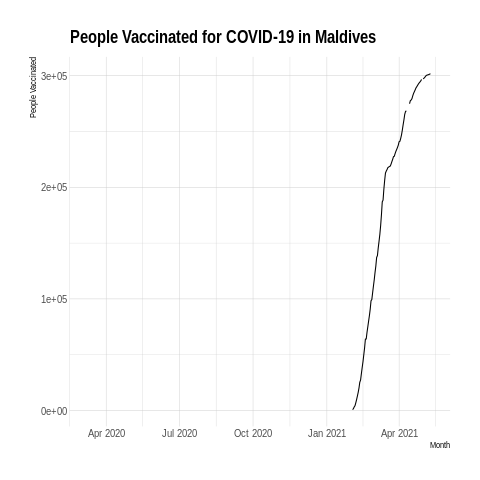 People Vaccinated for COVID-19 in Maldives
People Vaccinated
3e+05
2e+05
1e+05
0e+00
Apr 2020 Jul 2020 Oct 2020 Jan 2021 Apr 2021
Month